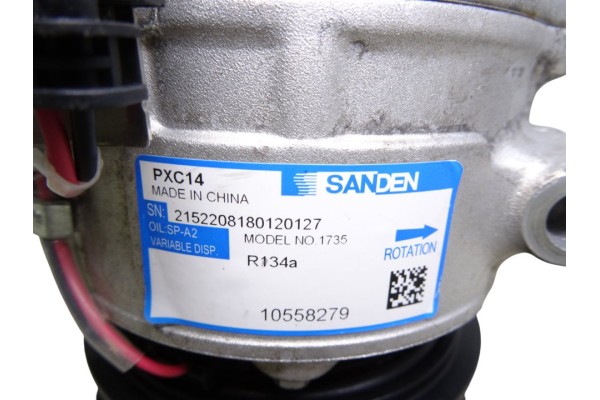 PXC14
SANDEN
MADE IN CHINA
SN: 2152208180120127
OIL:SP-A2
MODEL NO.1735
VARIABLE DISP.
ROTATION
R134a
10558279